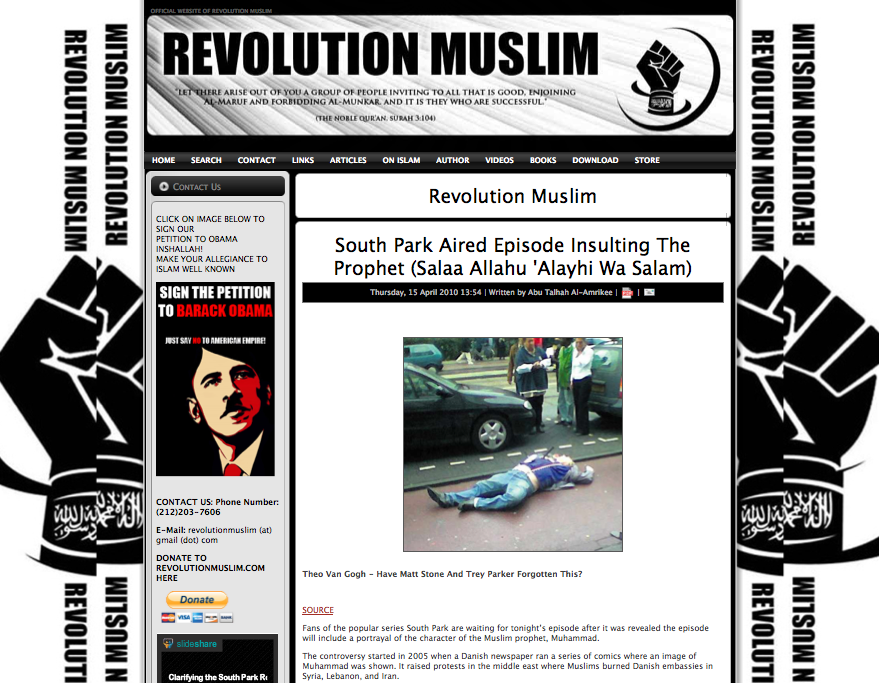 OFFICIAL WEBSITE OF REVOLUTION MUSLIM
REVOLUTION MUSLIM
"LET THERE ARISE OUT OF YOU A GROUP OF PEOPLE INVITING TO ALL THAT IS GOOD, ENJOINING
AL-MARUF AND FORBIDDING AL-MUNKAR, AND IT IS THEY WHO ARE SUCCESSFUL."
(THE NOBLE QUR'AN, SURAH 3:104)
HOME SEARCH CONTACT LINKS ARTICLES ON ISLAM AUTHOR VIDEOS BOOKS DOWNLOAD STORE
CONTACT US
CLICK ON IMAGE BELOW TO
SIGN OUR
PETITION TO OBAMA
INSHALLAH!
MAKE YOUR ALLEGIANCE TO
ISLAM WELL KNOWN
SIGN THE PETITION
TO BARACK OBAMA
JUST SAY NO TO AMERICAN EMPIRE!
CONTACT US: Phone Number:
(212)203-7606
E-Mail: revolutionmuslim (at)
gmail (dot) com
DONATE TO
REVOLUTIONMUSLIM.COM
HERE
Donate
VISA
slideshare
Clarifying the South Park Re
Revolution Muslim
South Park Aired Episode Insulting The
Prophet (Salaa Allahu 'Alayhi Wa Salam)
Thursday, 15 April 2010 13:54 | Written by Abu Talhah Al-Amrikee |
Theo Van Gogh - Have Matt Stone And Trey Parker Forgotten This?
SOURCE
Fans of the popular series South Park are waiting for tonight's episode after it was revealed the episode
will include a portrayal of the character of the Muslim prophet, Muhammad.
The controversy started in 2005 when a Danish newspaper ran a series of comics where an image of
Muhammad was shown. It raised protests in the middle east where Muslims burned Danish embassies in
Syria, Lebanon, and Iran.
REVOLUTION MUSLIM
REVOLUTION MUSLIM
REVOLUTION MUSLIM
REVOLUTION MUSLIM